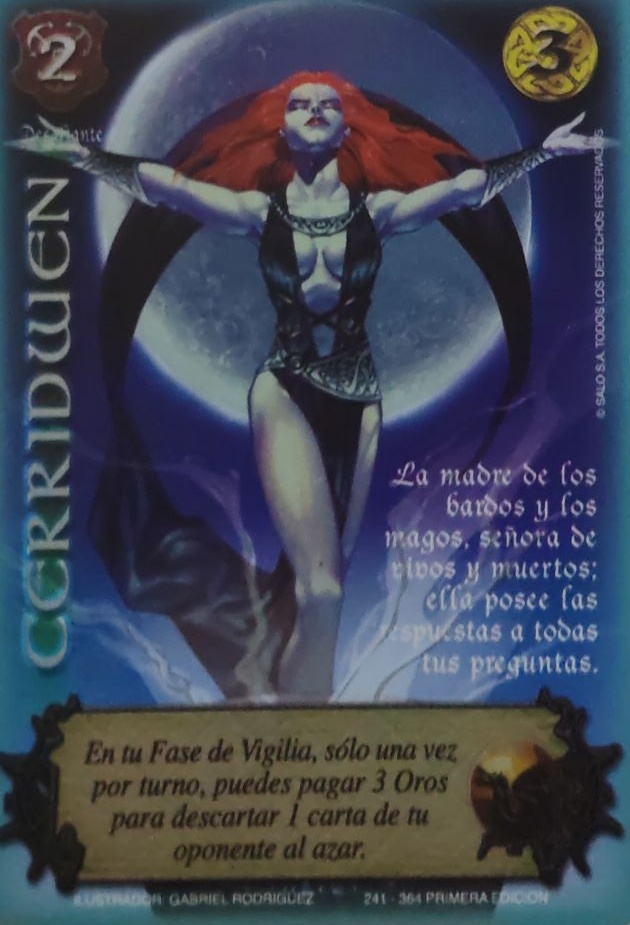 2
3
Desafiante
CERRIDWEN
© SALO S.A. TODOS LOS DERECHOS RESERVADOS
La madre de los
bardos y los
magos, señora de
vivos y muertos;
ella posee las
respuestas a todas
tus preguntas.
En tu Fase de Vigilia, sólo una vez
por turno, puedes pagar 3 Oros
para descartar 1 carta de tu
oponente al azar.
ILUSTRADOR: GABRIEL RODRIGUEZ 241 - 364 PRIMERA EDICION